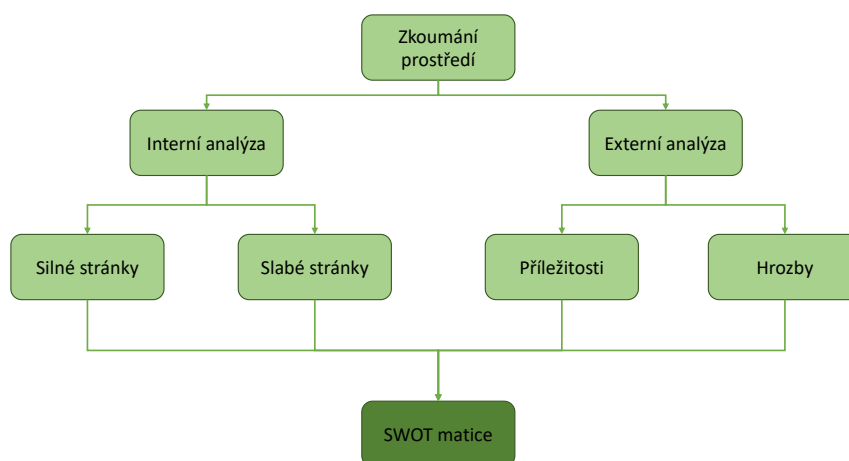 Zkoumání
prostředí
Interní analýza
Externí analýza
Silné stránky
Slabé stránky
Příležitosti
Hrozby
SWOT matice